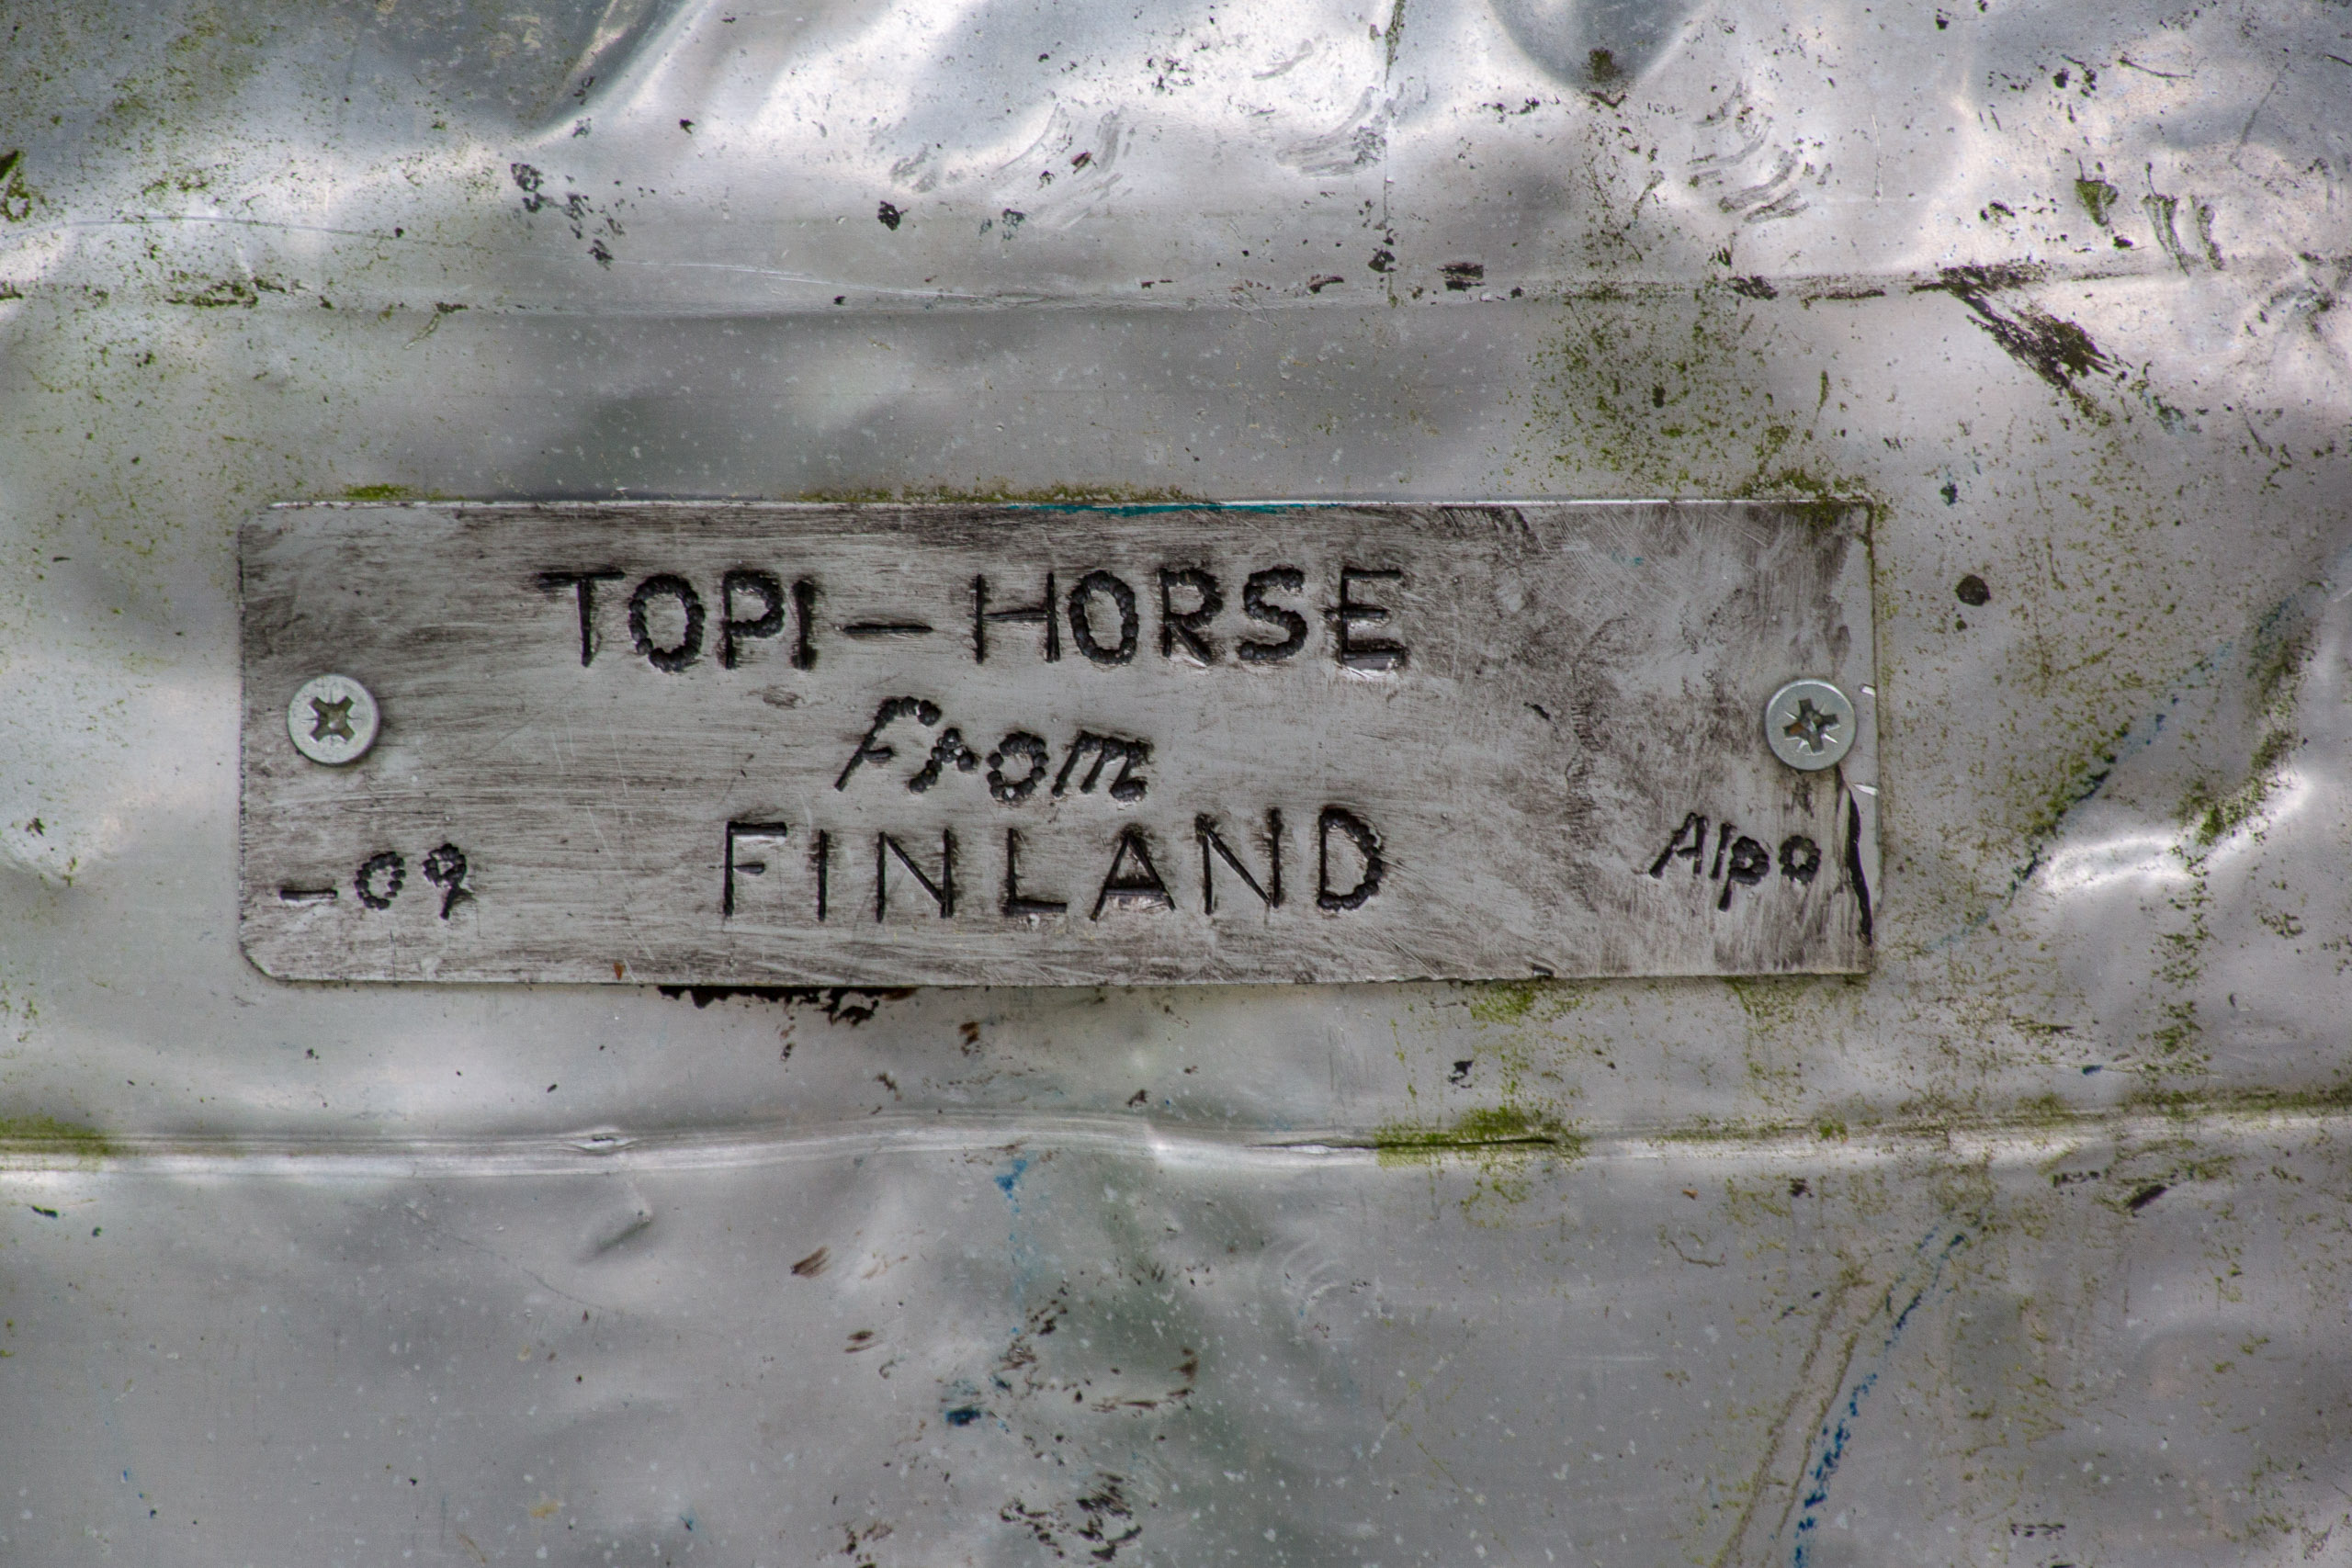 TOPI – HORSE
from
FINLAND
-09
Alpo